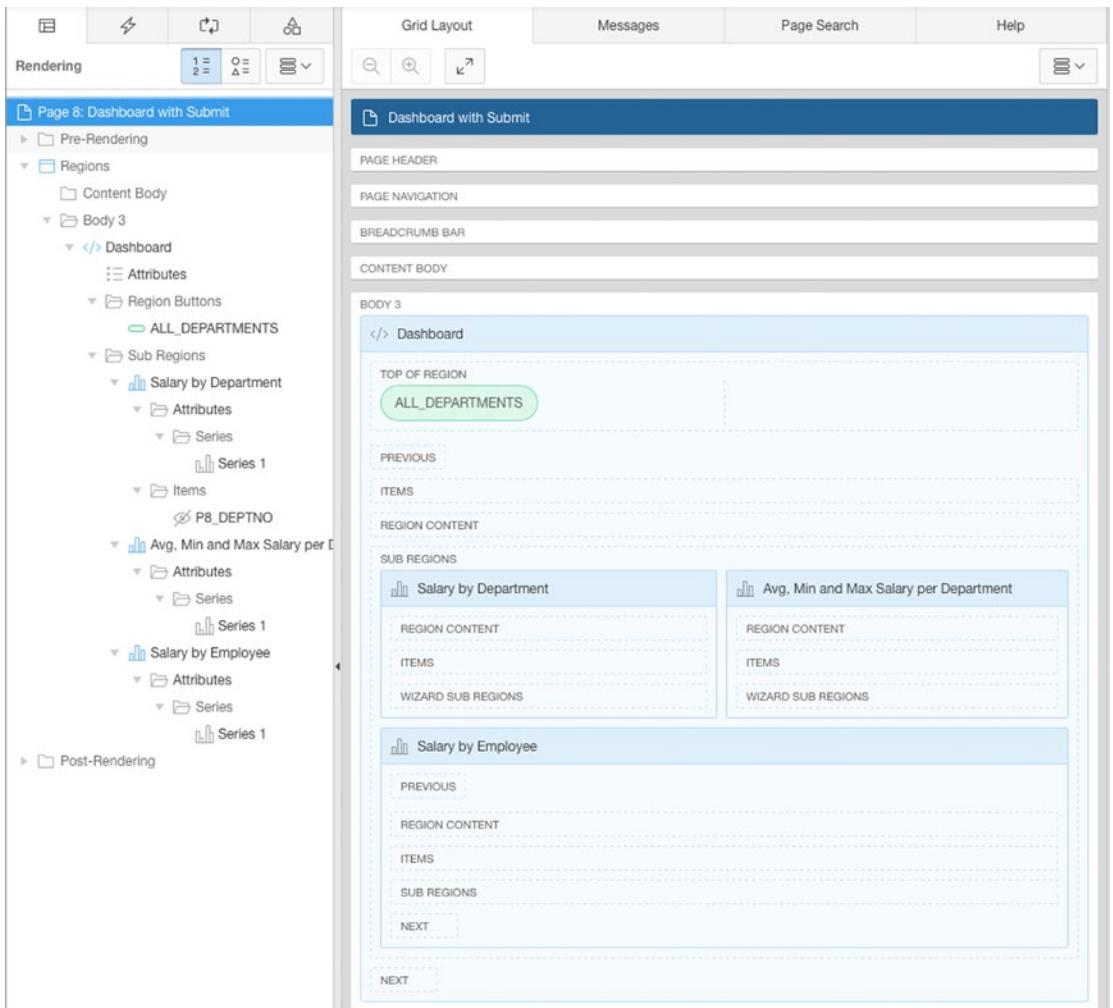 Grid Layout
Messages
Page Search
Help
Rendering
Page 8: Dashboard with Submit
Pre-Rendering
Regions
Content Body
Body 3
</> Dashboard
Attributes
Region Buttons
ALL_DEPARTMENTS
Sub Regions
Salary by Department
Attributes
Series
Series 1
Items
P8_DEPTNO
Avg, Min and Max Salary per
Attributes
Series
Series 1
Salary by Employee
Attributes
Series
Series 1
Post-Rendering
Dashboard with Submit
PAGE HEADER
PAGE NAVIGATION
BREADCRUMB BAR
CONTENT BODY
BODY 3
</> Dashboard
TOP OF REGION
ALL_DEPARTMENTS
PREVIOUS
ITEMS
REGION CONTENT
SUB REGIONS
Salary by Department
REGION CONTENT
ITEMS
WIZARD SUB REGIONS
Avg, Min and Max Salary per Department
REGION CONTENT
ITEMS
WIZARD SUB REGIONS
Salary by Employee
PREVIOUS
REGION CONTENT
ITEMS
SUB REGIONS
NEXT
NEXT